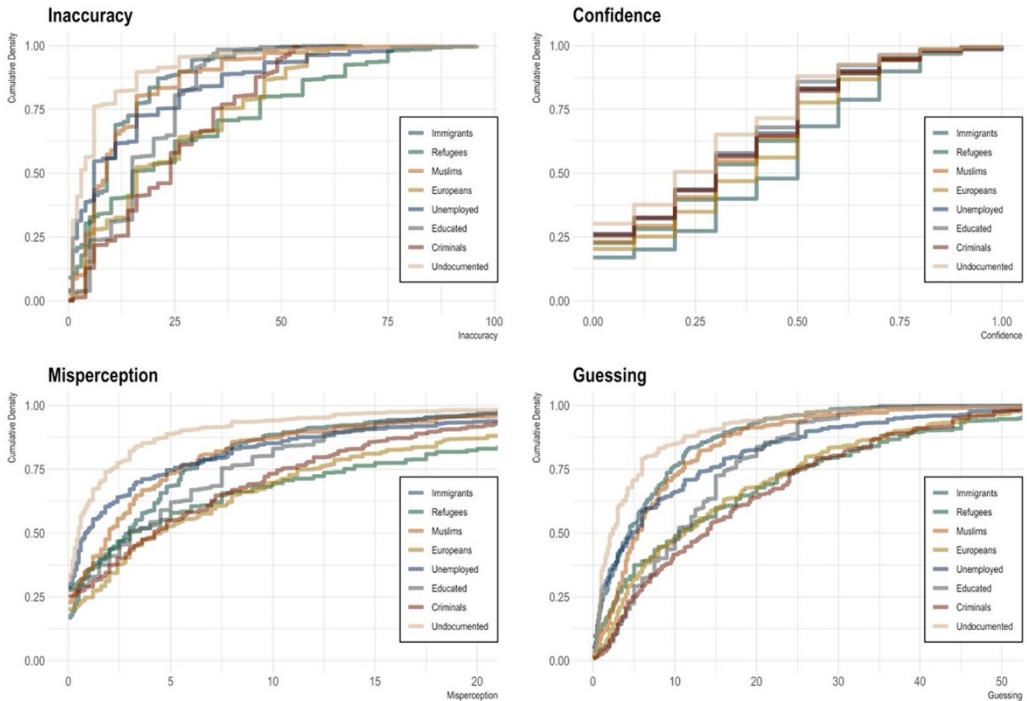 Inaccuracy
Cumulative Density
1.00
0.75
0.50
0.25
0.00
0 25 50 75 100
Inaccuracy
Immigrants
Refugees
Muslims
Europeans
Unemployed
Educated
Criminals
Undocumented
Confidence
Cumulative Density
1.00
0.75
0.50
0.25
0.00
0.00 0.25 0.50 0.75 1.00
Confidence
Immigrants
Refugees
Muslims
Europeans
Unemployed
Educated
Criminals
Undocumented
Misperception
Cumulative Density
1.00
0.75
0.50
0.25
0.00
0 5 10 15 20
Misperception
Immigrants
Refugees
Muslims
Europeans
Unemployed
Educated
Criminals
Undocumented
Guessing
Cumulative Density
1.00
0.75
0.50
0.25
0.00
0 10 20 30 40 50
Guessing
Immigrants
Refugees
Muslims
Europeans
Unemployed
Educated
Criminals
Undocumented